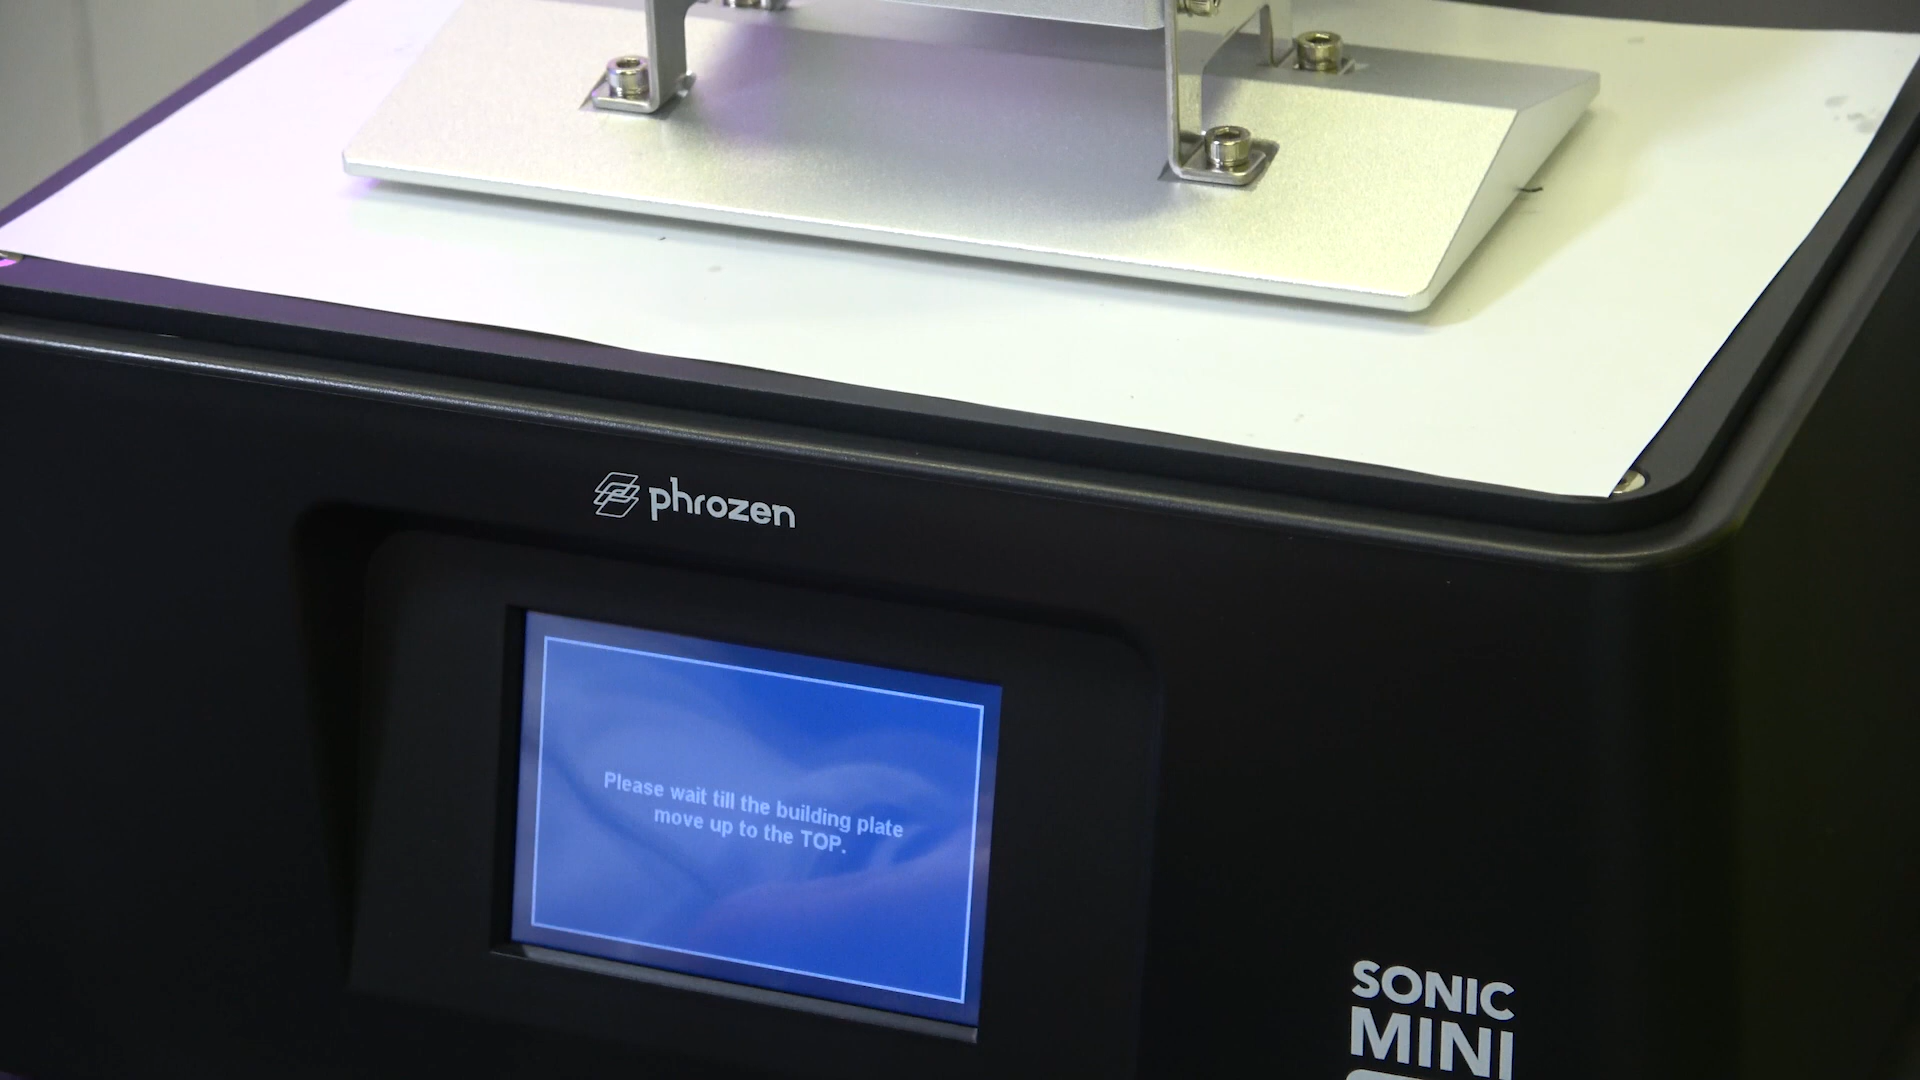 phrozen
Please wait till the building plate
move up to the TOP.
SONIC
MINI